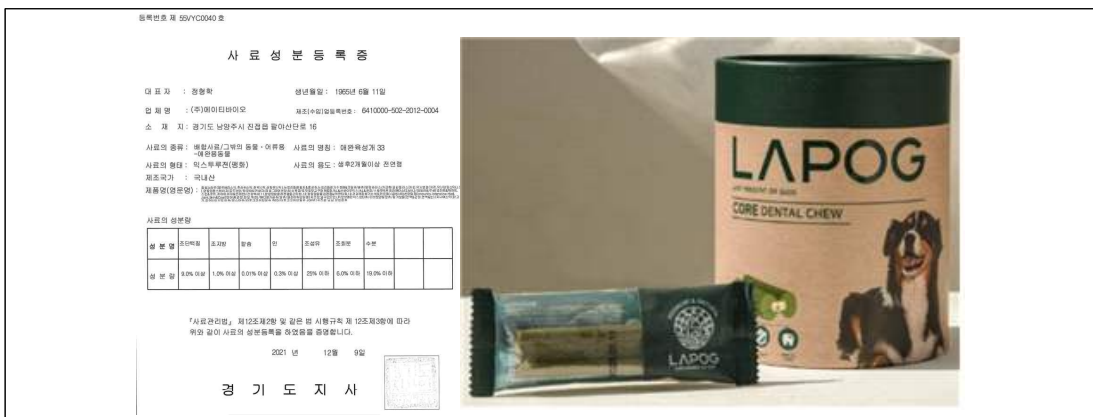 등록번호 제 55VYC0040 호
사 료 성 분 등 록 증
대 표 자 : 정형학
생년월일 : 1965년 6월 11일
업 체 명 : (주)에이티바이오
제조(수입)업등록번호 : 6410000-502-2012-0004
소 재 지 : 경기도 남양주시 진접읍 팔야산단로 16
사료의 종류 : 배합사료/그밖의 동물·어류용
-애완용동물
사료의 명칭 : 애완육성개 33
사료의 형태 : 익스투루전(팽화)
사료의 용도 : 생후2개월이상 전연령
제조국가 : 국내산
제품명(영문명) :
사료의 성분량
성 분 명 조단백질 조지방 칼슘 인 조섬유 조회분 수분
성 분 량 9.0% 이상 1.0% 이상 0.01% 이상 0.3% 이상 25% 이하 6.0% 이하 19.0% 이하
「사료관리법」 제12조제2항 및 같은 법 시행규칙 제 12조제3항에 따라
위와 같이 사료의 성분등록을 하였음을 증명합니다.
2021 년 12월 9일
경 기 도 지 사
LAPOG
CORE DENTAL CHEW
LAPOG